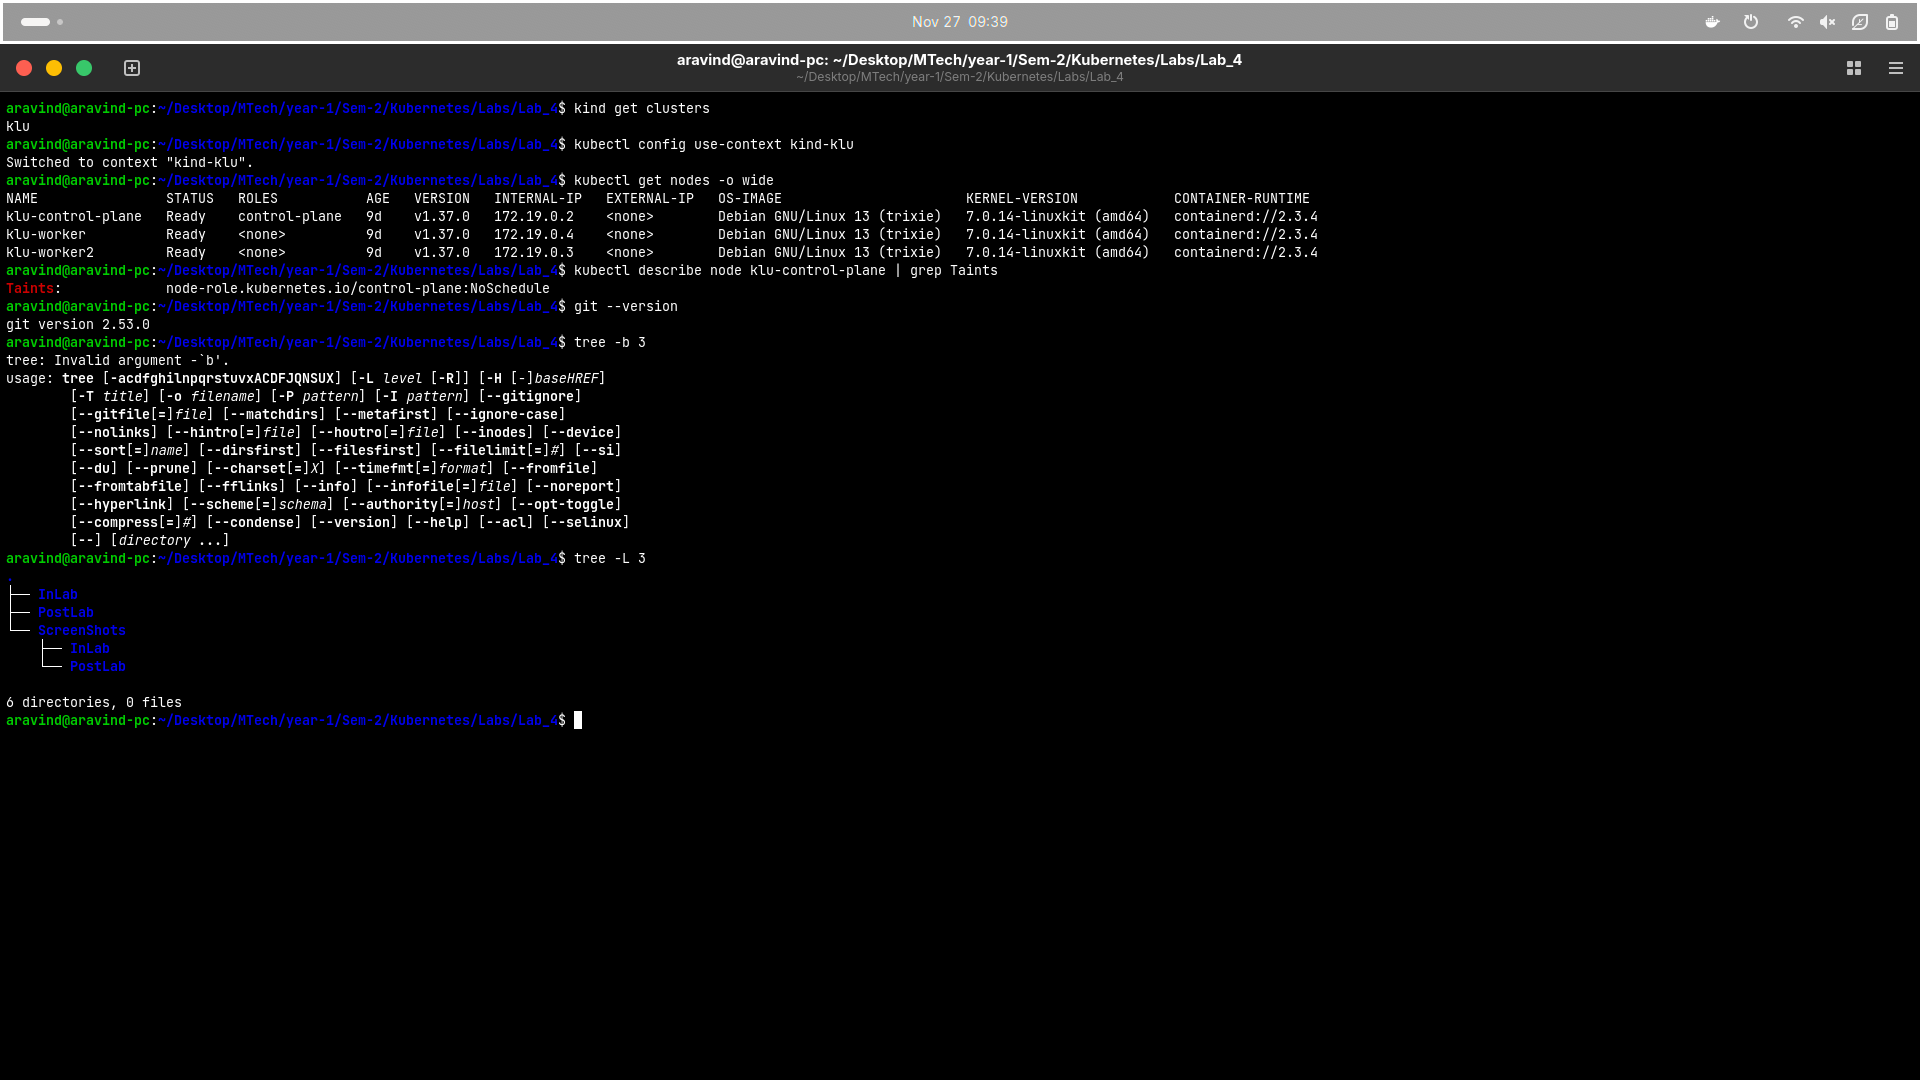 Nov 27 09:39
aravind@aravind-pc: ~/Desktop/MTech/year-1/Sem-2/Kubernetes/Labs/Lab_4
~/Desktop/MTech/year-1/Sem-2/Kubernetes/Labs/Lab_4
aravind@aravind-pc:~/Desktop/MTech/year-1/Sem-2/Kubernetes/Labs/Lab_4$ kind get clusters
klu
aravind@aravind-pc:~/Desktop/MTech/year-1/Sem-2/Kubernetes/Labs/Lab_4$ kubectl config use-context kind-klu
Switched to context "kind-klu".
aravind@aravind-pc:~/Desktop/MTech/year-1/Sem-2/Kubernetes/Labs/Lab_4$ kubectl get nodes -o wide
NAME                STATUS   ROLES           AGE   VERSION   INTERNAL-IP   EXTERNAL-IP   OS-IMAGE                       KERNEL-VERSION            CONTAINER-RUNTIME
klu-control-plane   Ready    control-plane   9d    v1.37.0   172.19.0.2    <none>        Debian GNU/Linux 13 (trixie)   7.0.14-linuxkit (amd64)   containerd://2.3.4
klu-worker          Ready    <none>          9d    v1.37.0   172.19.0.4    <none>        Debian GNU/Linux 13 (trixie)   7.0.14-linuxkit (amd64)   containerd://2.3.4
klu-worker2         Ready    <none>          9d    v1.37.0   172.19.0.3    <none>        Debian GNU/Linux 13 (trixie)   7.0.14-linuxkit (amd64)   containerd://2.3.4
aravind@aravind-pc:~/Desktop/MTech/year-1/Sem-2/Kubernetes/Labs/Lab_4$ kubectl describe node klu-control-plane | grep Taints
Taints:             node-role.kubernetes.io/control-plane:NoSchedule
aravind@aravind-pc:~/Desktop/MTech/year-1/Sem-2/Kubernetes/Labs/Lab_4$ git --version
git version 2.53.0
aravind@aravind-pc:~/Desktop/MTech/year-1/Sem-2/Kubernetes/Labs/Lab_4$ tree -b 3
tree: Invalid argument -`b'.
usage: tree [-acdfghilnpqrstuvxACDFJQNSUX] [-L level [-R]] [-H [-]baseHREF]
        [-T title] [-o filename] [-P pattern] [-I pattern] [--gitignore]
        [--gitfile[=]file] [--matchdirs] [--metafirst] [--ignore-case]
        [--nolinks] [--hintro[=]file] [--houtro[=]file] [--inodes] [--device]
        [--sort[=]name] [--dirsfirst] [--filesfirst] [--filelimit[=]#] [--si]
        [--du] [--prune] [--charset[=]X] [--timefmt[=]format] [--fromfile]
        [--fromtabfile] [--fflinks] [--info] [--infofile[=]file] [--noreport]
        [--hyperlink] [--scheme[=]schema] [--authority[=]host] [--opt-toggle]
        [--compress[=]#] [--condense] [--version] [--help] [--acl] [--selinux]
        [--] [directory ...]
aravind@aravind-pc:~/Desktop/MTech/year-1/Sem-2/Kubernetes/Labs/Lab_4$ tree -L 3
.
├── InLab
├── PostLab
└── ScreenShots
    ├── InLab
    └── PostLab
6 directories, 0 files
aravind@aravind-pc:~/Desktop/MTech/year-1/Sem-2/Kubernetes/Labs/Lab_4$